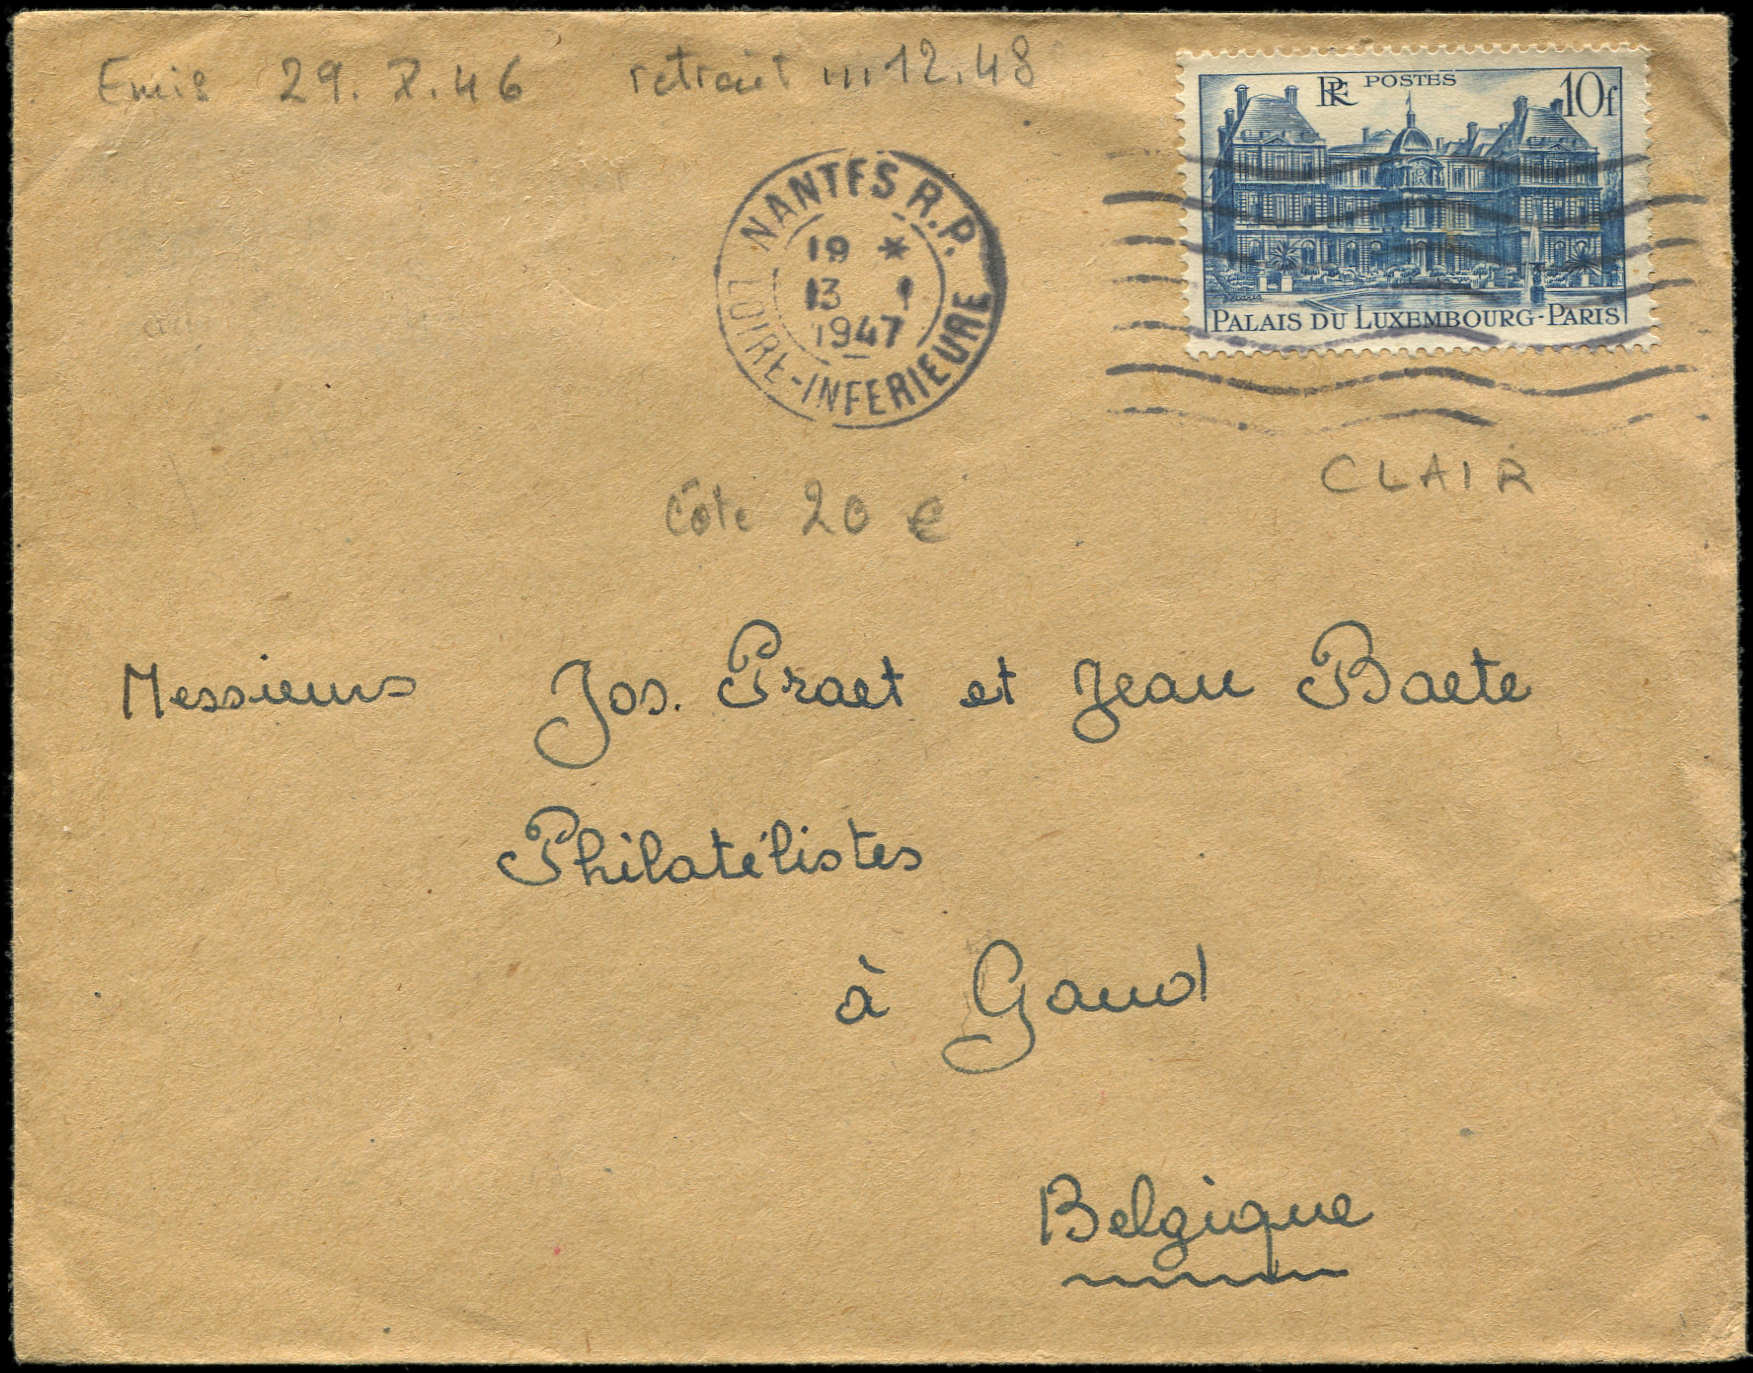 Emis 29. 7. 46 retrait 12.48
RF POSTES 10f
PALAIS DU LUXEMBOURG-PARIS
NANTES R.P.
19 *
13 1
1947
LOIRE-INFERIEURE
CLAIR
Côte 20 €
Messieurs Jos. Praet et Jean Baete
Philatélistes
à Gand
Belgique